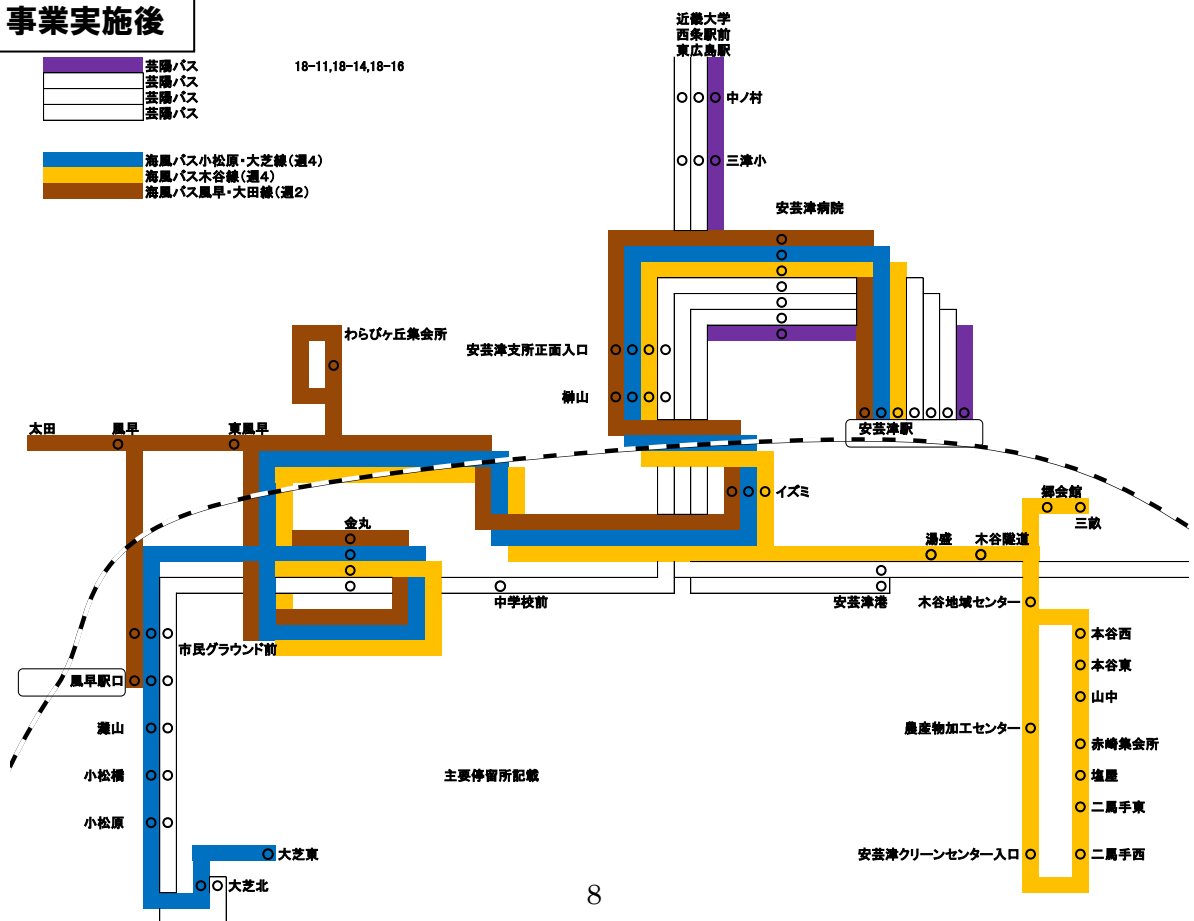 事業実施後
芸陽バス
18-11,18-14,18-16
芸陽バス
芸陽バス
芸陽バス
海風バス小松原・大芝線(週4)
海風バス木谷線(週4)
海風バス風早・大田線(週2)
近畿大学
西条駅前
東広島駅
中ノ村
三津小
安芸津病院
わらびヶ丘集会所
安芸津支所正面入口
榊山
太田
風早
東風早
安芸津駅
イズミ
郷会館
三畝
金丸
湯盛
木谷隧道
中学校前
安芸津港
木谷地域センター
市民グラウンド前
本谷西
本谷東
風早駅口
山中
灘山
農産物加工センター
赤崎集会所
小松橋
主要停留所記載
塩屋
二馬手東
小松原
大芝東
安芸津クリーンセンター入口
二馬手西
大芝北
8